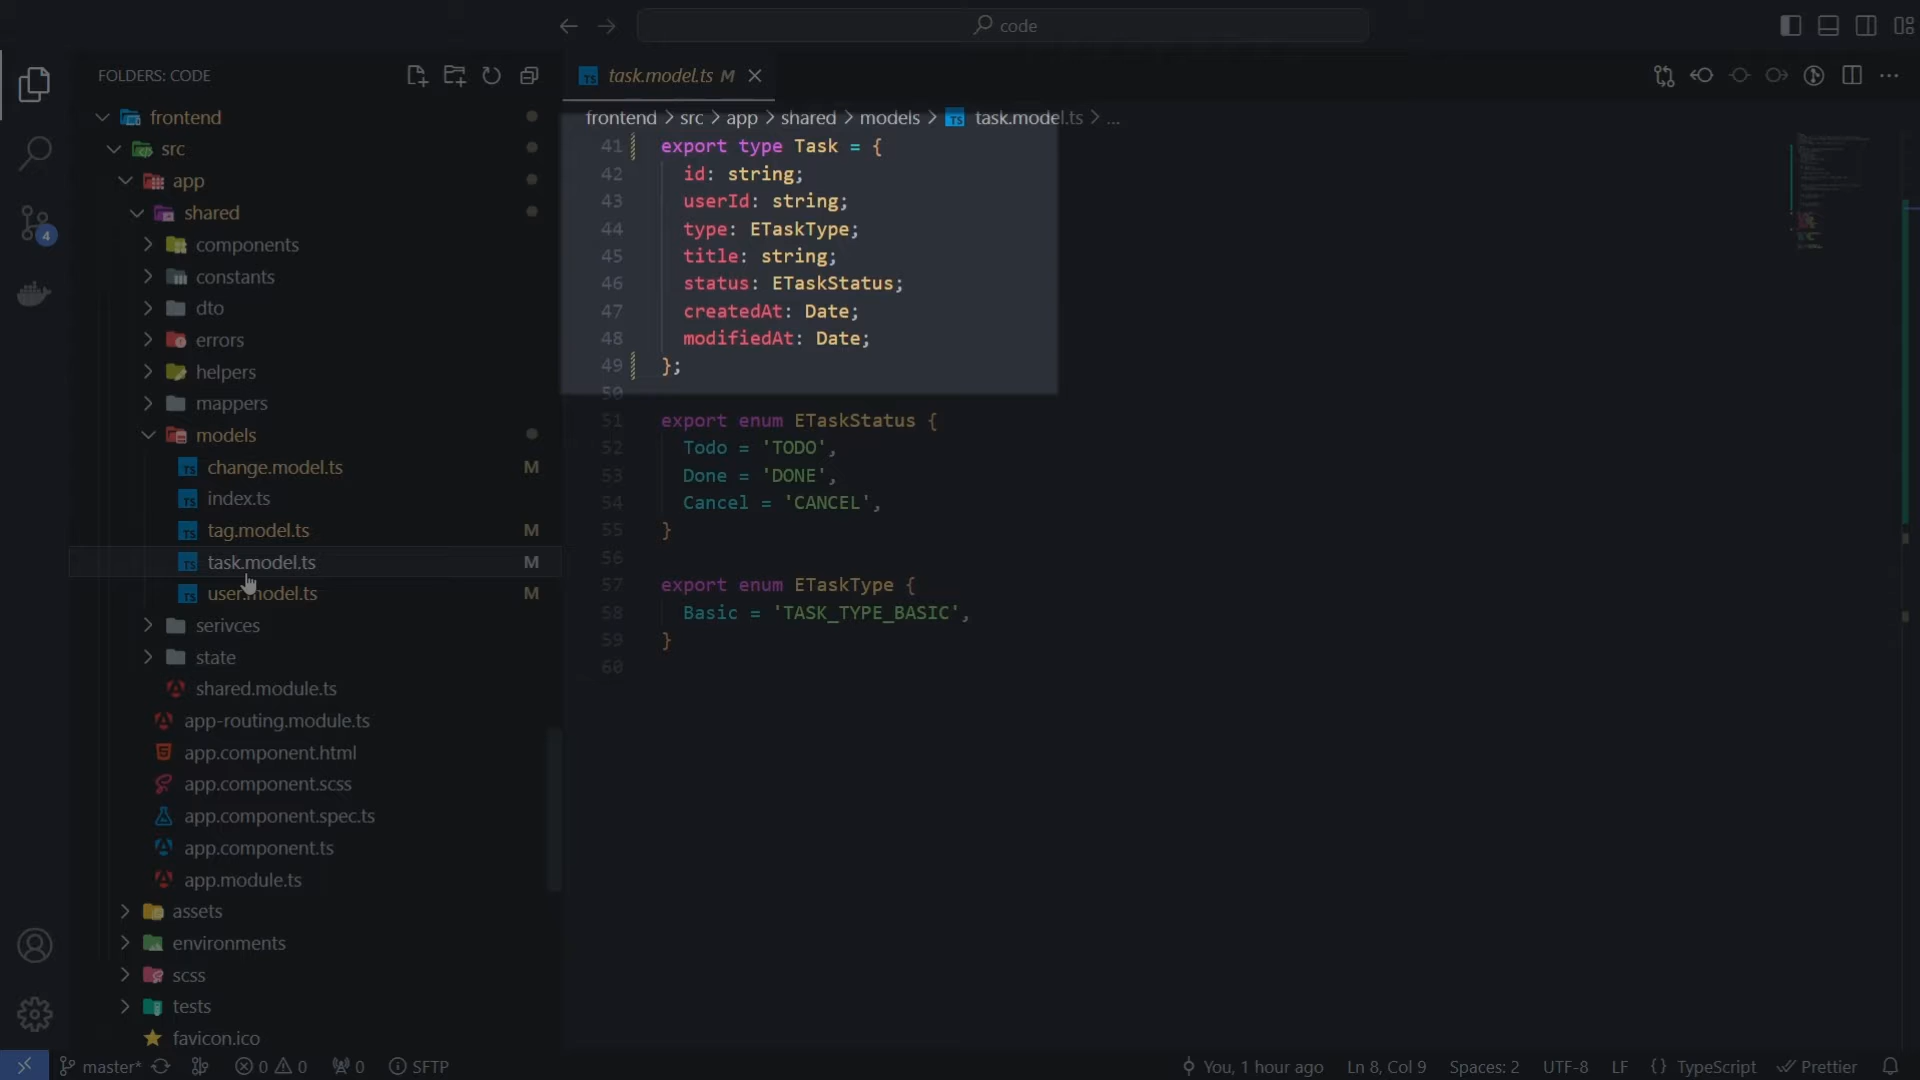 code
FOLDERS: CODE
frontend
src
app
shared
components
constants
dto
errors
helpers
mappers
models
change.model.ts M
index.ts
tag.model.ts M
task.model.ts M
user.model.ts M
serivces
state
shared.module.ts
app-routing.module.ts
app.component.html
app.component.scss
app.component.spec.ts
app.component.ts
app.module.ts
assets
environments
scss
tests
favicon.ico
4
TS task.model.ts M
frontend > src > app > shared > models > TS task.model.ts > ...
41 export type Task = {
42 id: string;
43 userId: string;
44 type: ETaskType;
45 title: string;
46 status: ETaskStatus;
47 createdAt: Date;
48 modifiedAt: Date;
49 };
50
51 export enum ETaskStatus {
52 Todo = 'TODO',
53 Done = 'DONE',
54 Cancel = 'CANCEL',
55 }
56
57 export enum ETaskType {
58 Basic = 'TASK_TYPE_BASIC',
59 }
60
master* 0 0 0 SFTP You, 1 hour ago Ln 8, Col 9 Spaces: 2 UTF-8 LF {} TypeScript Prettier